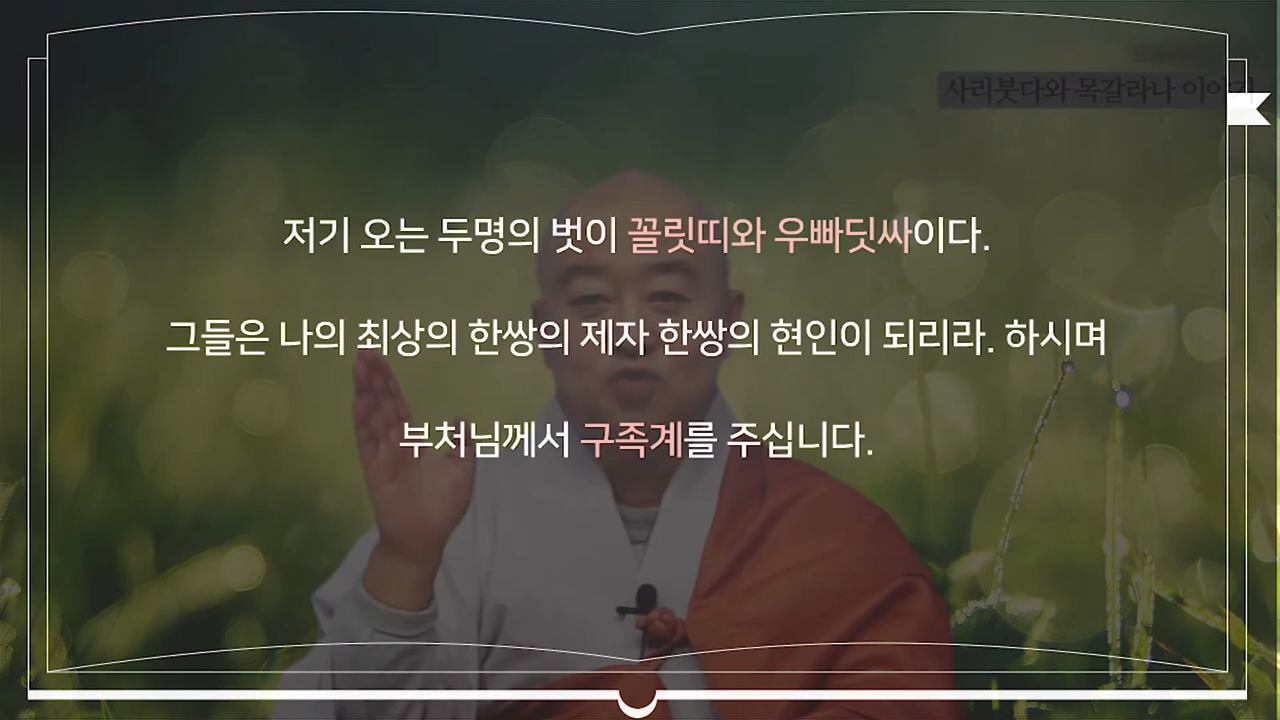 사리붓다와 목갈라나 이야기
저기 오는 두명의 벗이 꼴릿띠와 우빠딧싸이다.
그들은 나의 최상의 한쌍의 제자 한쌍의 현인이 되리라. 하시며
부처님께서 구족계를 주십니다.